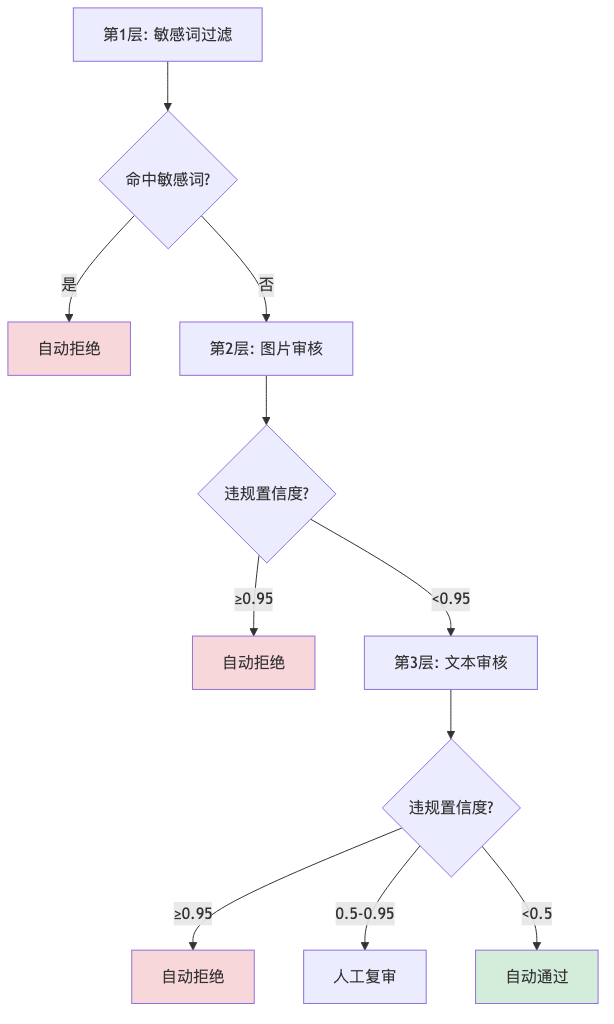 第1层: 敏感词过滤
命中敏感词?
是
否
自动拒绝
第2层: 图片审核
违规置信度?
≥0.95
<0.95
自动拒绝
第3层: 文本审核
违规置信度?
≥0.95
0.5-0.95
<0.5
自动拒绝
人工复审
自动通过